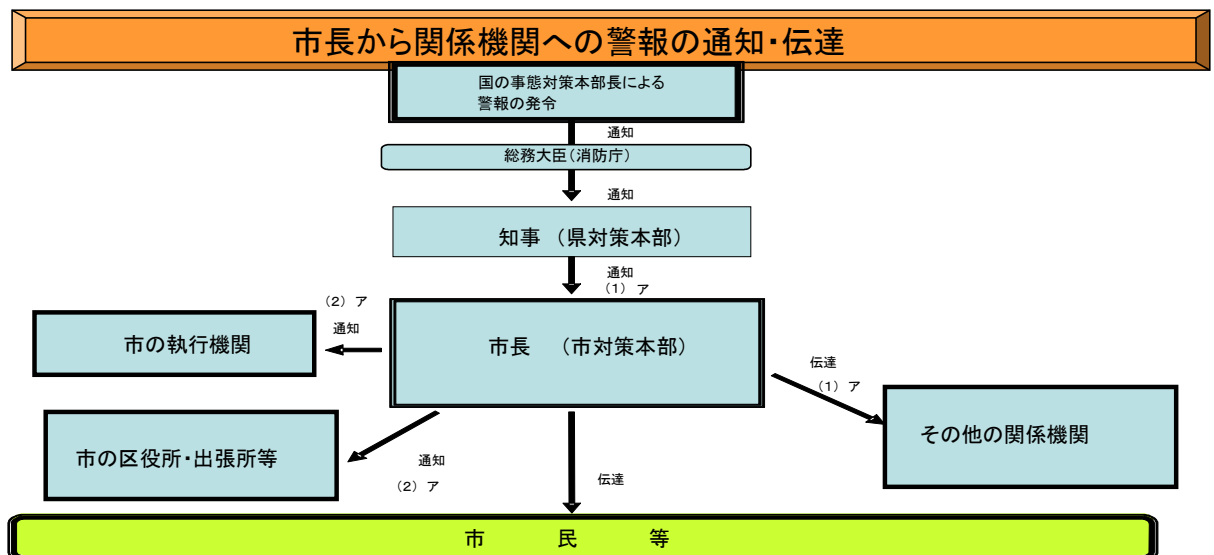 市長から関係機関への警報の通知・伝達
国の事態対策本部長による
警報の発令
通知
総務大臣（消防庁）
通知
知事　（県対策本部）
通知
（1）ア
（2）ア
通知
市の執行機関
市長　　（市対策本部）
伝達
（1）ア
その他の関係機関
市の区役所・出張所等
通知
（2）ア
伝達
市　　　民　　　等